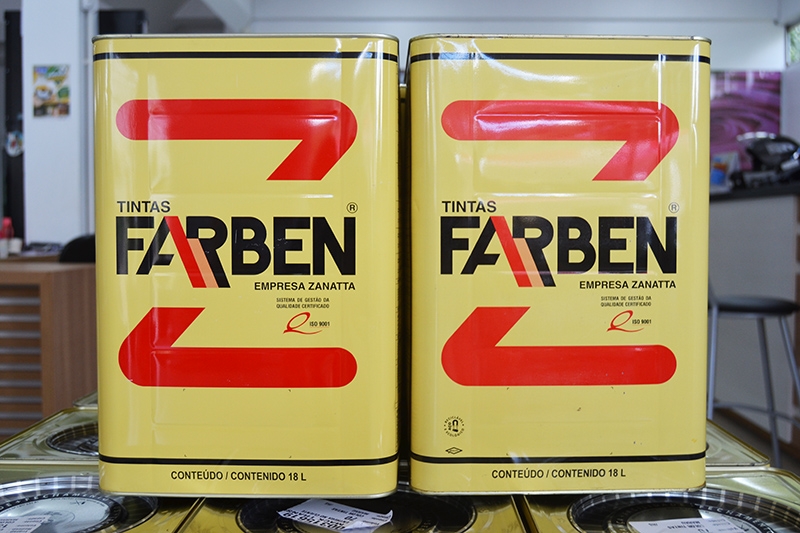 TINTAS
FARBEN®
EMPRESA ZANATTA
SISTEMA DE GESTÃO DA
QUALIDADE CERTIFICADO
ISO 9001
CONTEÚDO / CONTENIDO 18 L
TINTAS
FARBEN®
EMPRESA ZANATTA
SISTEMA DE GESTÃO DA
QUALIDADE CERTIFICADO
ISO 9001
CONTEÚDO / CONTENIDO 18 L